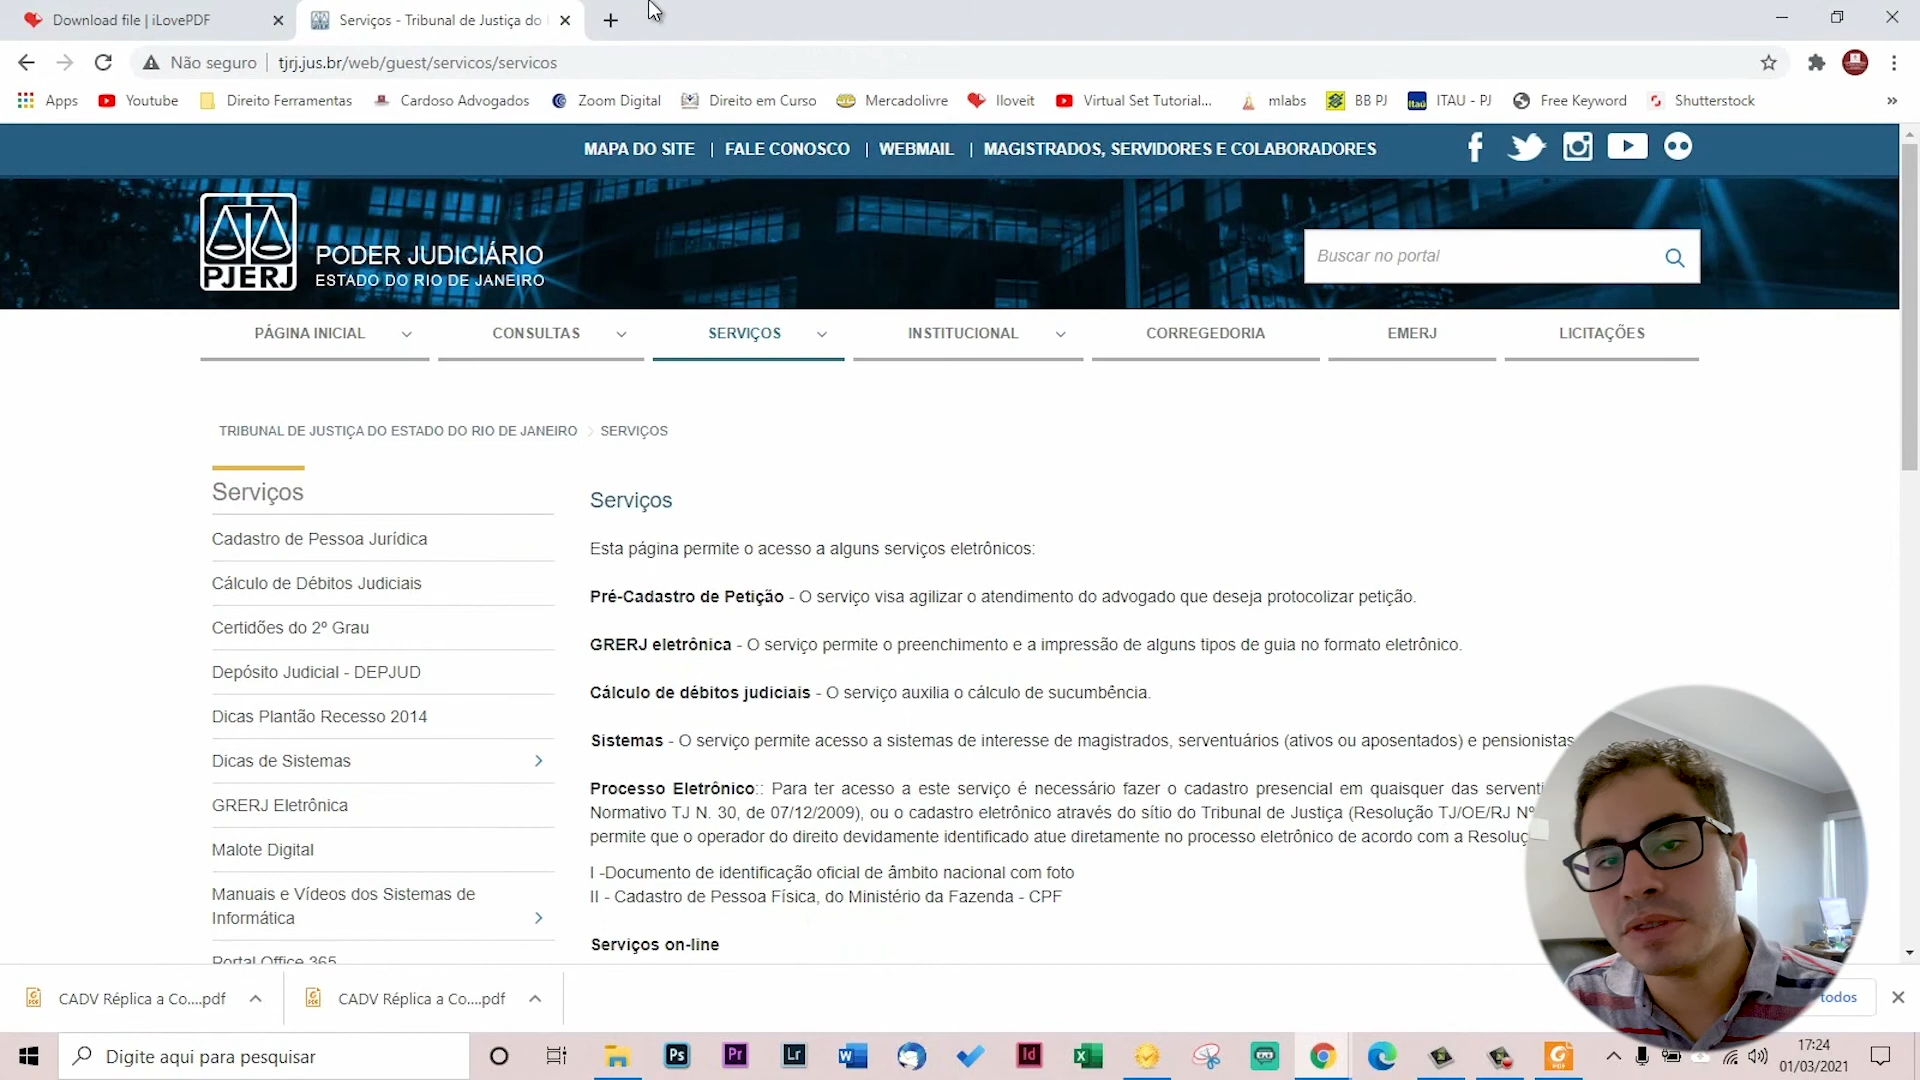 Download file | iLovePDF
Serviços - Tribunal de Justiça do
Não seguro
tjrj.jus.br/web/guest/servicos/servicos
Apps
Youtube
Direito Ferramentas
Cardoso Advogados
Zoom Digital
Direito em Curso
Mercadolivre
Iloveit
Virtual Set Tutorial...
mlabs
BB PJ
ITAU - PJ
Free Keyword
Shutterstock
»
MAPA DO SITE | FALE CONOSCO | WEBMAIL | MAGISTRADOS, SERVIDORES E COLABORADORES
PJERJ
PODER JUDICIÁRIO
ESTADO DO RIO DE JANEIRO
Buscar no portal
PÁGINA INICIAL
CONSULTAS
SERVIÇOS
INSTITUCIONAL
CORREGEDORIA
EMERJ
LICITAÇÕES
TRIBUNAL DE JUSTIÇA DO ESTADO DO RIO DE JANEIRO > SERVIÇOS
Serviços
Cadastro de Pessoa Jurídica
Cálculo de Débitos Judiciais
Certidões do 2º Grau
Depósito Judicial - DEPJUD
Dicas Plantão Recesso 2014
Dicas de Sistemas
GRERJ Eletrônica
Malote Digital
Manuais e Vídeos dos Sistemas de
Informática
Portal Office 365
Serviços
Esta página permite o acesso a alguns serviços eletrônicos:
Pré-Cadastro de Petição - O serviço visa agilizar o atendimento do advogado que deseja protocolizar petição.
GRERJ eletrônica - O serviço permite o preenchimento e a impressão de alguns tipos de guia no formato eletrônico.
Cálculo de débitos judiciais - O serviço auxilia o cálculo de sucumbência.
Sistemas - O serviço permite acesso a sistemas de interesse de magistrados, serventuários (ativos ou aposentados) e pensionistas
Processo Eletrônico:: Para ter acesso a este serviço é necessário fazer o cadastro presencial em quaisquer das serventi
Normativo TJ N. 30, de 07/12/2009), ou o cadastro eletrônico através do sítio do Tribunal de Justiça (Resolução TJ/OE/RJ Nº
permite que o operador do direito devidamente identificado atue diretamente no processo eletrônico de acordo com a Resoluç
I -Documento de identificação oficial de âmbito nacional com foto
II - Cadastro de Pessoa Física, do Ministério da Fazenda - CPF
Serviços on-line
CADV Réplica a Co....pdf
CADV Réplica a Co....pdf
todos
Digite aqui para pesquisar
Ps
Pr
Lr
Id
17:24
01/03/2021